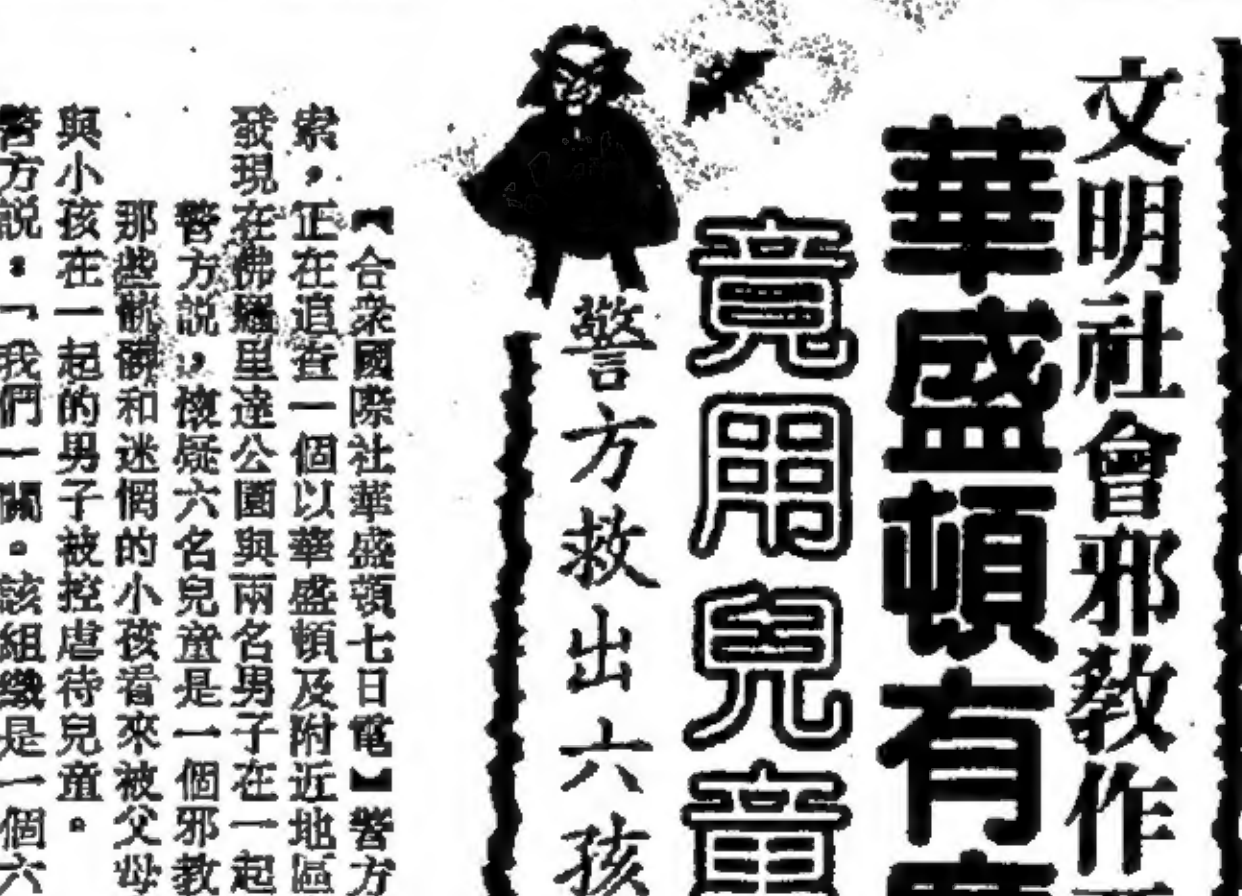 文明社會邪教作
華盛頓有
竟用兒童
警方救出六孩
【合衆國際社華盛頓七日電】警方
索，正在追查一個以華盛頓及附近地區
發現在佛羅里達公園與兩名男子在一起
警方説，懷疑六名兒童是一個邪教
那些骯髒和迷惘的小孩看來被父母
與小孩在一起的男子被控虐待兒童。
警方説：「我們一關。該組織是一個六